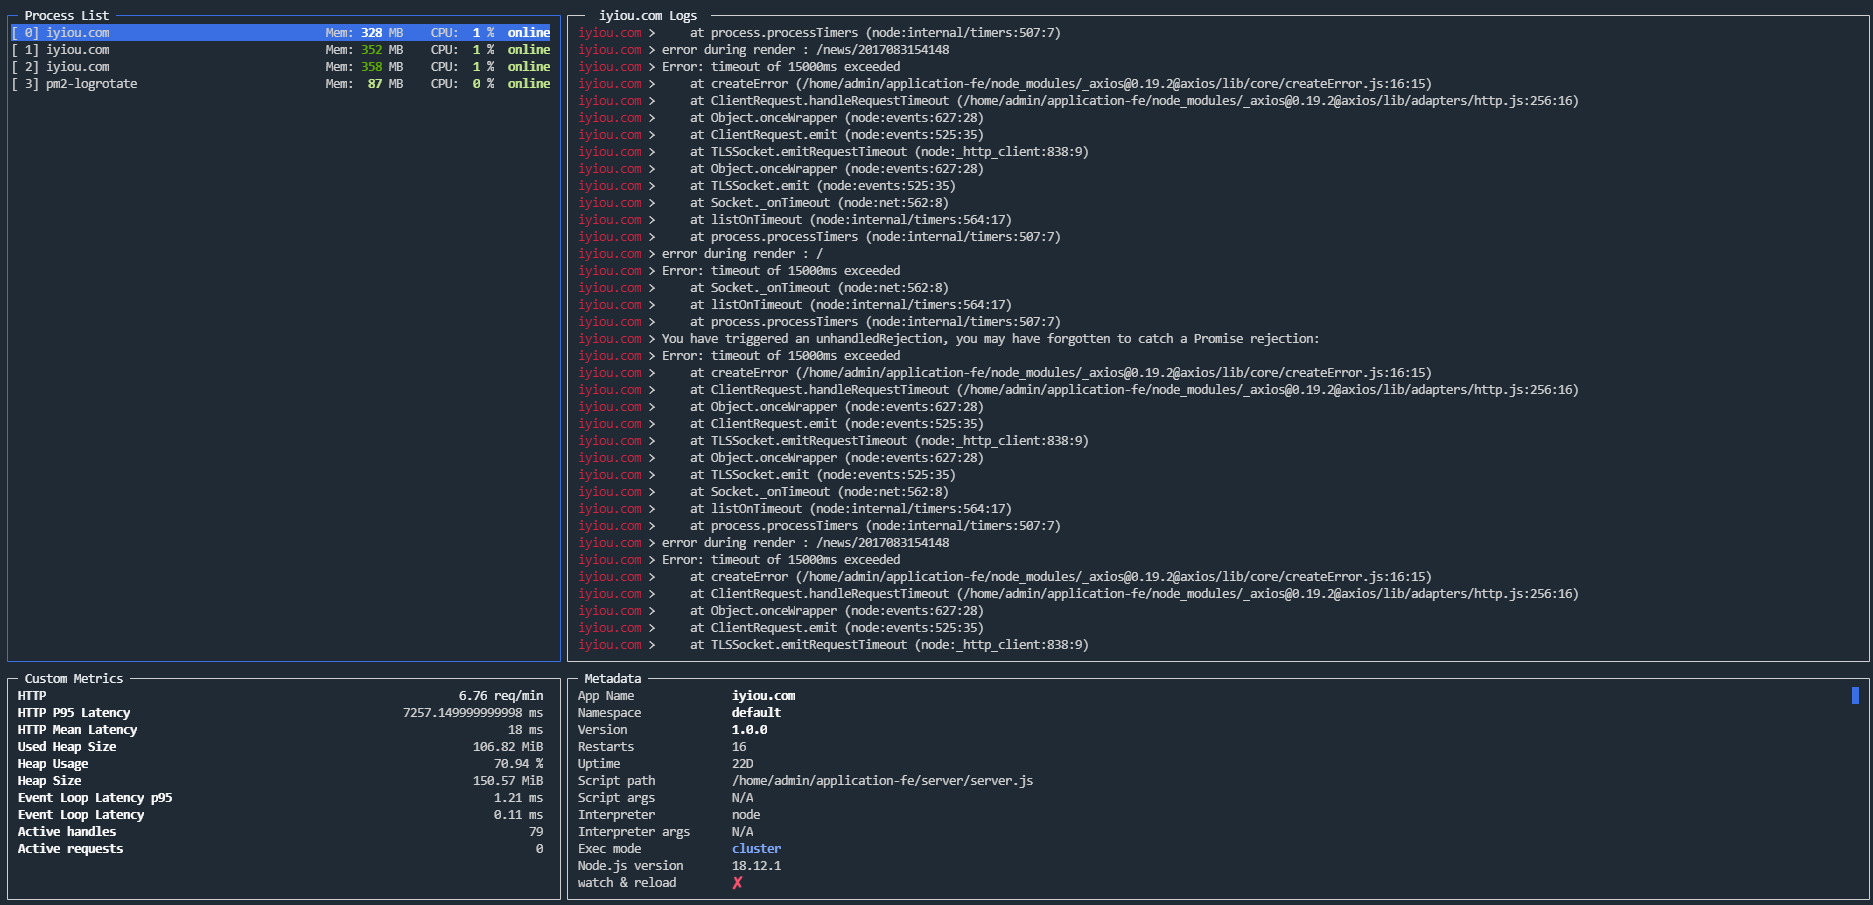 Process List
[ 0] iyiou.com Mem: 328 MB CPU: 1 % online
[ 1] iyiou.com Mem: 352 MB CPU: 1 % online
[ 2] iyiou.com Mem: 358 MB CPU: 1 % online
[ 3] pm2-logrotate Mem: 87 MB CPU: 0 % online
iyiou.com Logs
iyiou.com > at process.processTimers (node:internal/timers:507:7)
iyiou.com > error during render : /news/2017083154148
iyiou.com > Error: timeout of 15000ms exceeded
iyiou.com > at createError (/home/admin/application-fe/node_modules/_axios@0.19.2@axios/lib/core/createError.js:16:15)
iyiou.com > at ClientRequest.handleRequestTimeout (/home/admin/application-fe/node_modules/_axios@0.19.2@axios/lib/adapters/http.js:256:16)
iyiou.com > at Object.onceWrapper (node:events:627:28)
iyiou.com > at ClientRequest.emit (node:events:525:35)
iyiou.com > at TLSSocket.emitRequestTimeout (node:_http_client:838:9)
iyiou.com > at Object.onceWrapper (node:events:627:28)
iyiou.com > at TLSSocket.emit (node:events:525:35)
iyiou.com > at Socket._onTimeout (node:net:562:8)
iyiou.com > at listOnTimeout (node:internal/timers:564:17)
iyiou.com > at process.processTimers (node:internal/timers:507:7)
iyiou.com > error during render : /
iyiou.com > Error: timeout of 15000ms exceeded
iyiou.com > at Socket._onTimeout (node:net:562:8)
iyiou.com > at listOnTimeout (node:internal/timers:564:17)
iyiou.com > at process.processTimers (node:internal/timers:507:7)
iyiou.com > You have triggered an unhandledRejection, you may have forgotten to catch a Promise rejection:
iyiou.com > Error: timeout of 15000ms exceeded
iyiou.com > at createError (/home/admin/application-fe/node_modules/_axios@0.19.2@axios/lib/core/createError.js:16:15)
iyiou.com > at ClientRequest.handleRequestTimeout (/home/admin/application-fe/node_modules/_axios@0.19.2@axios/lib/adapters/http.js:256:16)
iyiou.com > at Object.onceWrapper (node:events:627:28)
iyiou.com > at ClientRequest.emit (node:events:525:35)
iyiou.com > at TLSSocket.emitRequestTimeout (node:_http_client:838:9)
iyiou.com > at Object.onceWrapper (node:events:627:28)
iyiou.com > at TLSSocket.emit (node:events:525:35)
iyiou.com > at Socket._onTimeout (node:net:562:8)
iyiou.com > at listOnTimeout (node:internal/timers:564:17)
iyiou.com > at process.processTimers (node:internal/timers:507:7)
iyiou.com > error during render : /news/2017083154148
iyiou.com > Error: timeout of 15000ms exceeded
iyiou.com > at createError (/home/admin/application-fe/node_modules/_axios@0.19.2@axios/lib/core/createError.js:16:15)
iyiou.com > at ClientRequest.handleRequestTimeout (/home/admin/application-fe/node_modules/_axios@0.19.2@axios/lib/adapters/http.js:256:16)
iyiou.com > at Object.onceWrapper (node:events:627:28)
iyiou.com > at ClientRequest.emit (node:events:525:35)
iyiou.com > at TLSSocket.emitRequestTimeout (node:_http_client:838:9)
Custom Metrics
HTTP 6.76 req/min
HTTP P95 Latency 7257.149999999998 ms
HTTP Mean Latency 18 ms
Used Heap Size 106.82 MiB
Heap Usage 70.94 %
Heap Size 150.57 MiB
Event Loop Latency p95 1.21 ms
Event Loop Latency 0.11 ms
Active handles 79
Active requests 0
Metadata
App Name iyiou.com
Namespace default
Version 1.0.0
Restarts 16
Uptime 22D
Script path /home/admin/application-fe/server/server.js
Script args N/A
Interpreter node
Interpreter args N/A
Exec mode cluster
Node.js version 18.12.1
watch & reload ✘